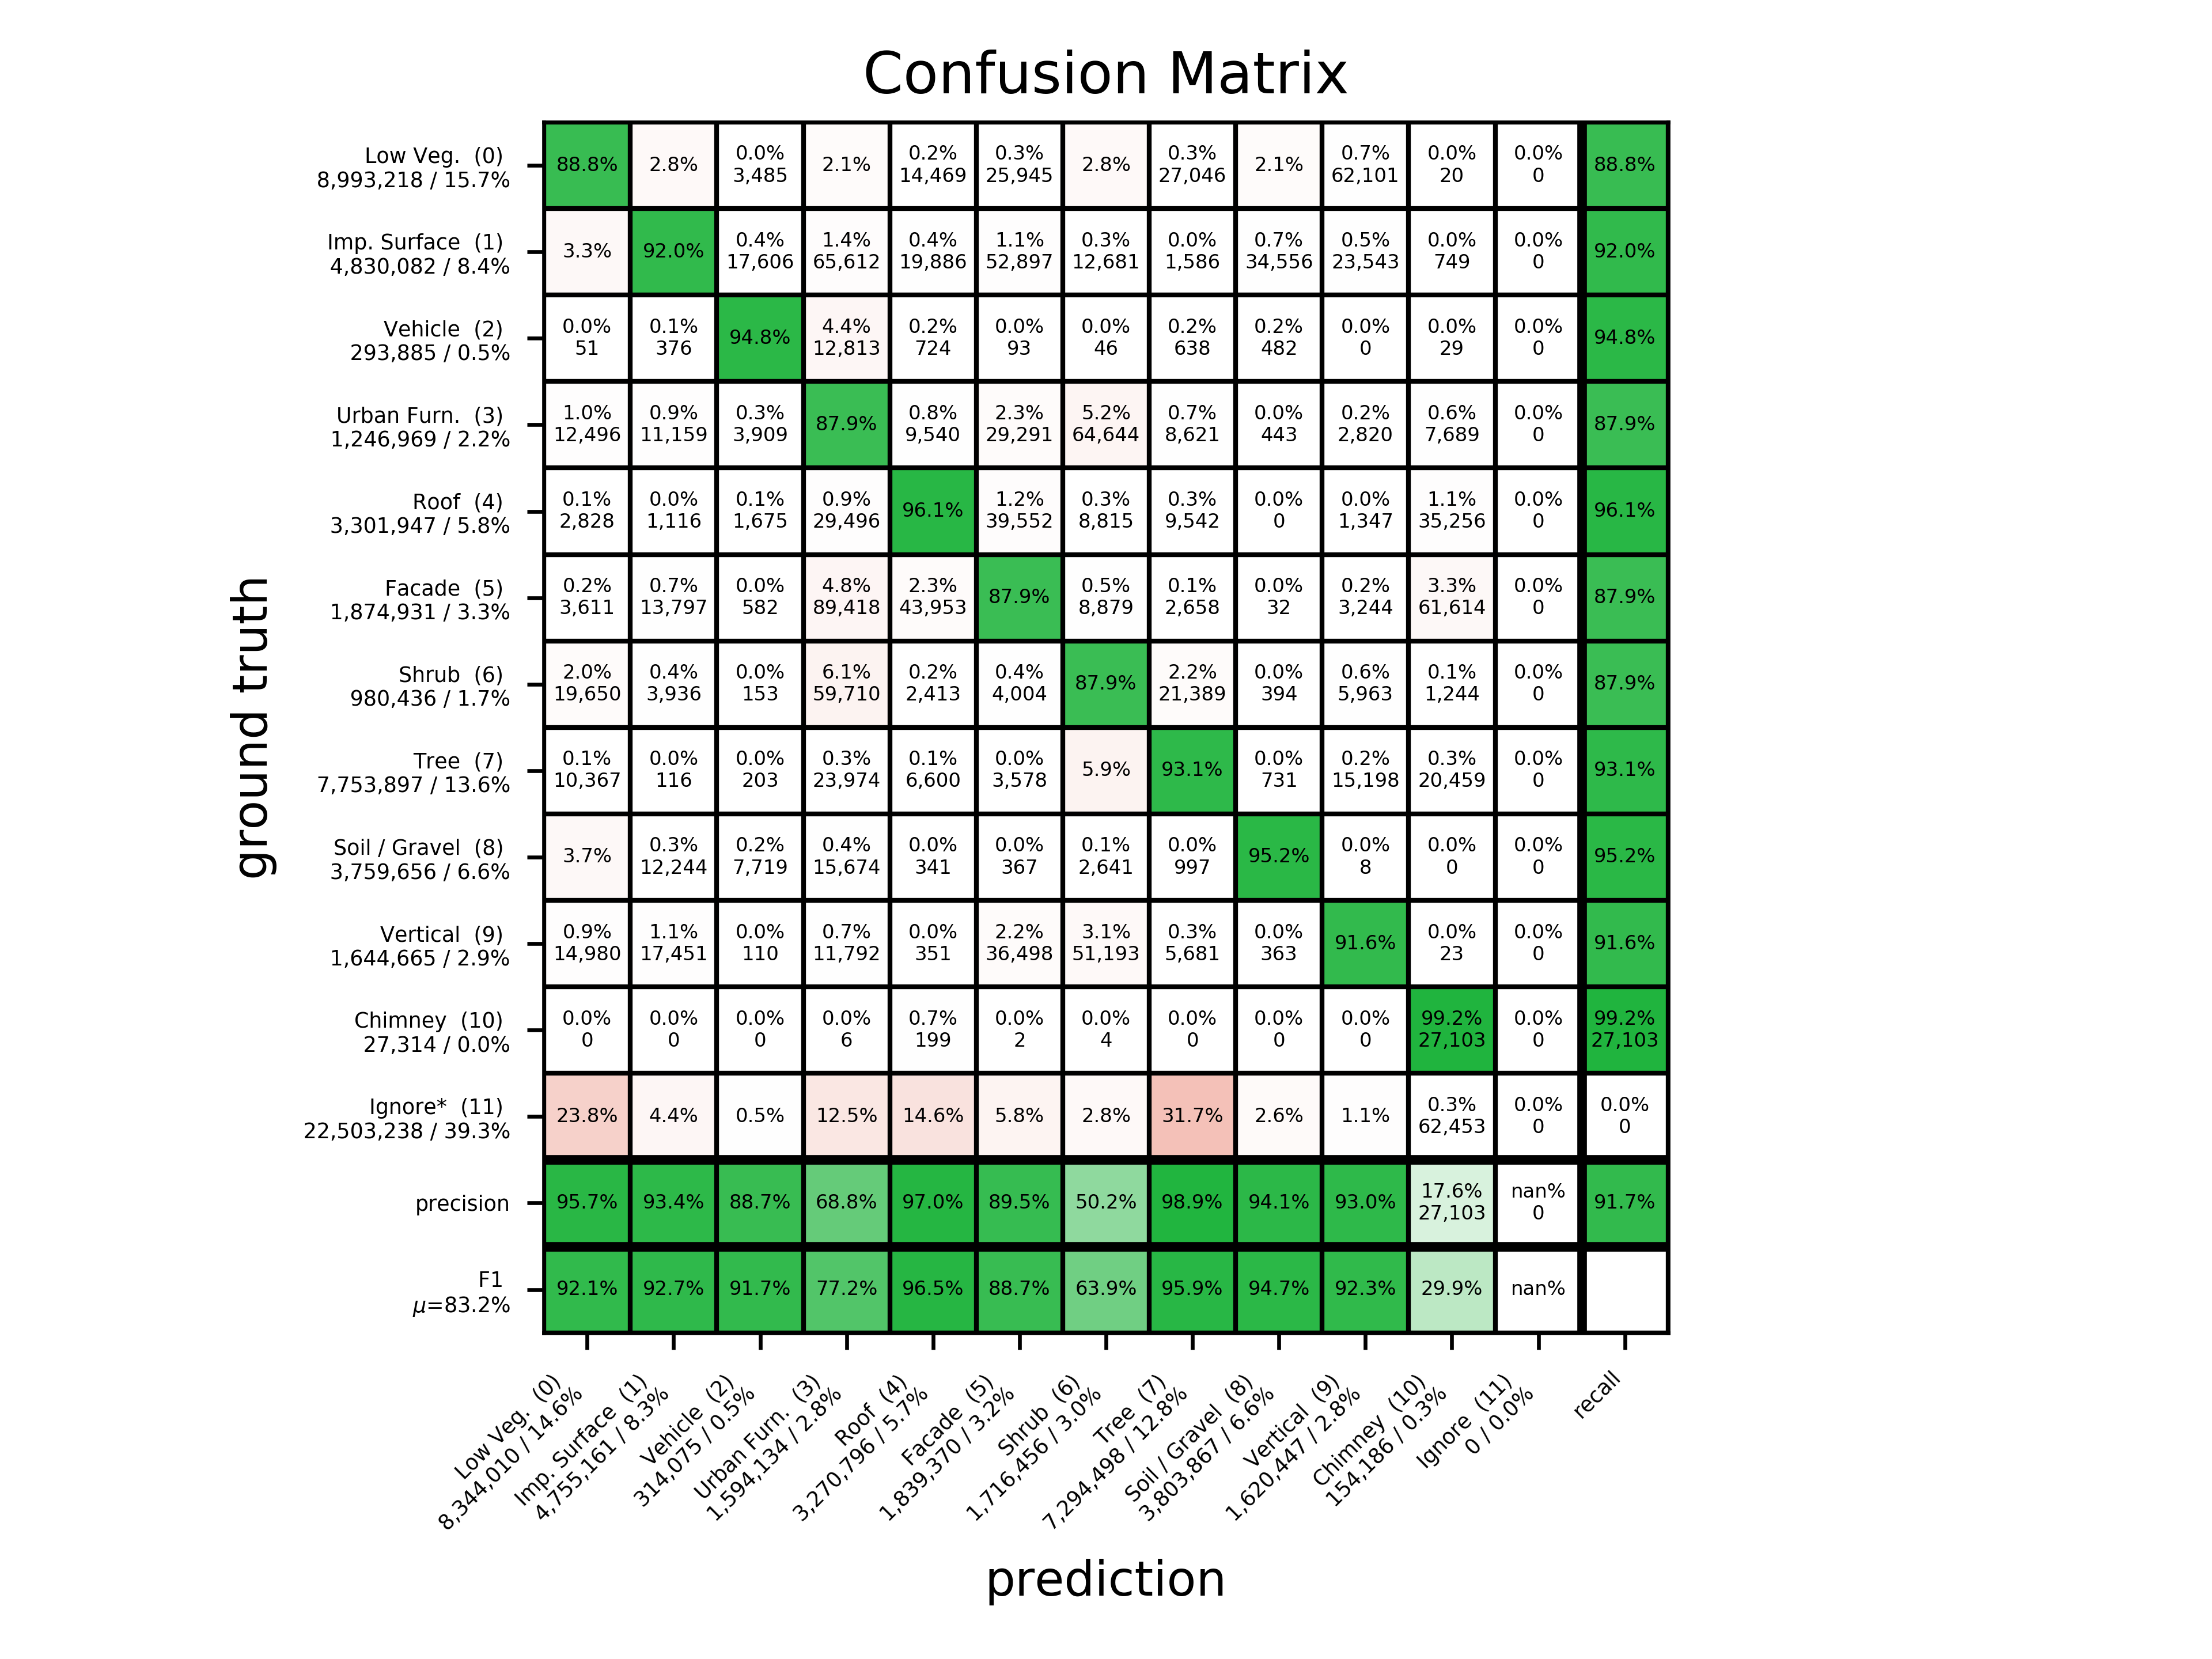 Confusion Matrix
ground truth
Low Veg. (0)
8,993,218 / 15.7%
88.8% 2.8% 0.0% 2.1% 0.2% 0.3% 2.8% 0.3% 2.1% 0.7% 0.0% 0.0% 88.8%
3,485 14,469 25,945 27,046 62,101 20 0
Imp. Surface (1)
4,830,082 / 8.4%
3.3% 92.0% 0.4% 1.4% 0.4% 1.1% 0.3% 0.0% 0.7% 0.5% 0.0% 0.0% 92.0%
17,606 65,612 19,886 52,897 12,681 1,586 34,556 23,543 749 0
Vehicle (2)
293,885 / 0.5%
0.0% 0.1% 94.8% 4.4% 0.2% 0.0% 0.0% 0.2% 0.2% 0.0% 0.0% 0.0% 94.8%
51 376 12,813 724 93 46 638 482 0 29 0
Urban Furn. (3)
1,246,969 / 2.2%
1.0% 0.9% 0.3% 87.9% 0.8% 2.3% 5.2% 0.7% 0.0% 0.2% 0.6% 0.0% 87.9%
12,496 11,159 3,909 9,540 29,291 64,644 8,621 443 2,820 7,689 0
Roof (4)
3,301,947 / 5.8%
0.1% 0.0% 0.1% 0.9% 96.1% 1.2% 0.3% 0.3% 0.0% 0.0% 1.1% 0.0% 96.1%
2,828 1,116 1,675 29,496 39,552 8,815 9,542 0 1,347 35,256 0
Facade (5)
1,874,931 / 3.3%
0.2% 0.7% 0.0% 4.8% 2.3% 87.9% 0.5% 0.1% 0.0% 0.2% 3.3% 0.0% 87.9%
3,611 13,797 582 89,418 43,953 8,879 2,658 32 3,244 61,614 0
Shrub (6)
980,436 / 1.7%
2.0% 0.4% 0.0% 6.1% 0.2% 0.4% 87.9% 2.2% 0.0% 0.6% 0.1% 0.0% 87.9%
19,650 3,936 153 59,710 2,413 4,004 21,389 394 5,963 1,244 0
Tree (7)
7,753,897 / 13.6%
0.1% 0.0% 0.0% 0.3% 0.1% 0.0% 5.9% 93.1% 0.0% 0.2% 0.3% 0.0% 93.1%
10,367 116 203 23,974 6,600 3,578 731 15,198 20,459 0
Soil / Gravel (8)
3,759,656 / 6.6%
3.7% 0.3% 0.2% 0.4% 0.0% 0.0% 0.1% 0.0% 95.2% 0.0% 0.0% 0.0% 95.2%
12,244 7,719 15,674 341 367 2,641 997 8 0 0
Vertical (9)
1,644,665 / 2.9%
0.9% 1.1% 0.0% 0.7% 0.0% 2.2% 3.1% 0.3% 0.0% 91.6% 0.0% 0.0% 91.6%
14,980 17,451 110 11,792 351 36,498 51,193 5,681 363 23 0
Chimney (10)
27,314 / 0.0%
0.0% 0.0% 0.0% 0.0% 0.7% 0.0% 0.0% 0.0% 0.0% 0.0% 99.2% 0.0% 99.2%
0 0 0 6 199 2 4 0 0 0 27,103 0 27,103
Ignore* (11)
22,503,238 / 39.3%
23.8% 4.4% 0.5% 12.5% 14.6% 5.8% 2.8% 31.7% 2.6% 1.1% 0.3% 0.0% 0.0%
62,453 0 0
precision
95.7% 93.4% 88.7% 68.8% 97.0% 89.5% 50.2% 98.9% 94.1% 93.0% 17.6% nan% 91.7%
27,103 0
F1
μ=83.2%
92.1% 92.7% 91.7% 77.2% 96.5% 88.7% 63.9% 95.9% 94.7% 92.3% 29.9% nan%
Low Veg. (0)
8,344,010 / 14.6%
Imp. Surface (1)
4,755,161 / 8.3%
Vehicle (2)
314,075 / 0.5%
Urban Furn. (3)
1,594,134 / 2.8%
Roof (4)
3,270,796 / 5.7%
Facade (5)
1,839,370 / 3.2%
Shrub (6)
1,716,456 / 3.0%
Tree (7)
7,294,498 / 12.8%
Soil / Gravel (8)
3,803,867 / 6.6%
Vertical (9)
1,620,447 / 2.8%
Chimney (10)
154,186 / 0.3%
Ignore (11)
0 / 0.0%
recall
prediction